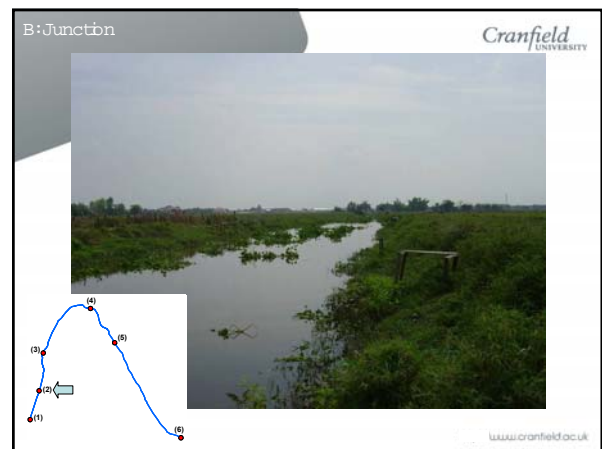 B:Junction
Cranfield
UNIVERSITY
(4)
(5)
(3)
(2)
(1)
(6)
www.cranfield.ac.uk